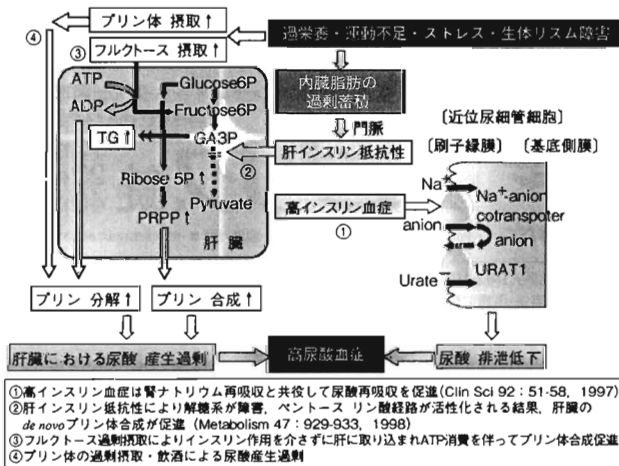 ④
プリン体 摂取↑
③
フルクトース 摂取↑
過栄養・運動不足・ストレス・生体リズム障害
ATP
ADP
Glucose6P
Fructose6P
TG↑
GA3P
②
Ribose 5P↑
Pyruvate
PRPP↑
肝 臓
内臓脂肪の
過剰蓄積
門脈
肝インスリン抵抗性
高インスリン血症
①
〔近位尿細管細胞〕
〔刷子縁膜〕 〔基底側膜〕
Na⁺
Na⁺-anion
cotranspoter
anion
anion
Urate⁻
URAT1
プリン 分解↑
プリン 合成↑
肝臓における尿酸 産生過剰
高尿酸血症
尿酸 排泄低下
①高インスリン血症は腎ナトリウム再吸収と共役して尿酸再吸収を促進(Clin Sci 92：51-58, 1997)
②肝インスリン抵抗性により解糖系が障害，ペントース リン酸経路が活性化される結果，肝臓の
de novoプリン体合成が促進（Metabolism 47：929-933, 1998）
③フルクトース過剰摂取によりインスリン作用を介さずに肝に取り込まれATP消費を伴ってプリン体合成促進
④プリン体の過剰摂取・飲酒による尿酸産生過剰